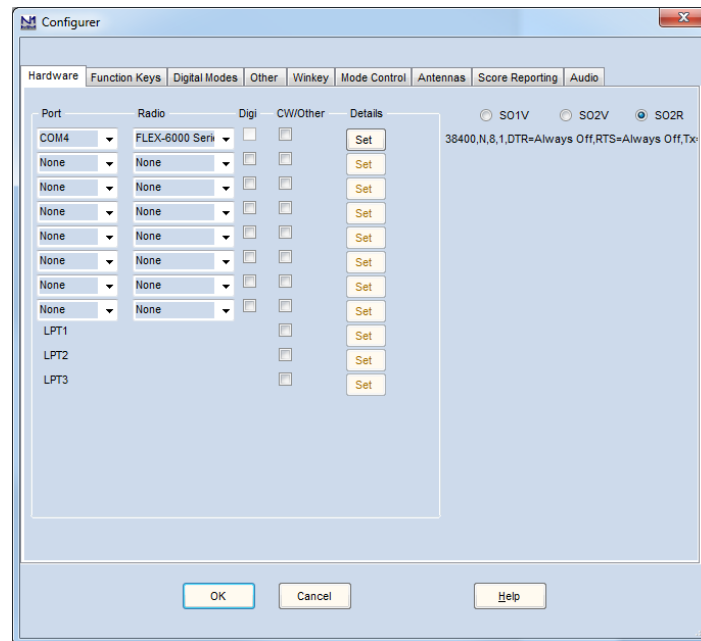 Configurer
Hardware Function Keys Digital Modes Other Winkey Mode Control Antennas Score Reporting Audio
Port Radio Digi CW/Other Details SO1V SO2V SO2R
COM4 FLEX-6000 Seri Set 38400,N,8,1,DTR=Always Off,RTS=Always Off,Tx=
None None Set
None None Set
None None Set
None None Set
None None Set
None None Set
None None Set
LPT1 Set
LPT2 Set
LPT3 Set
OK Cancel Help